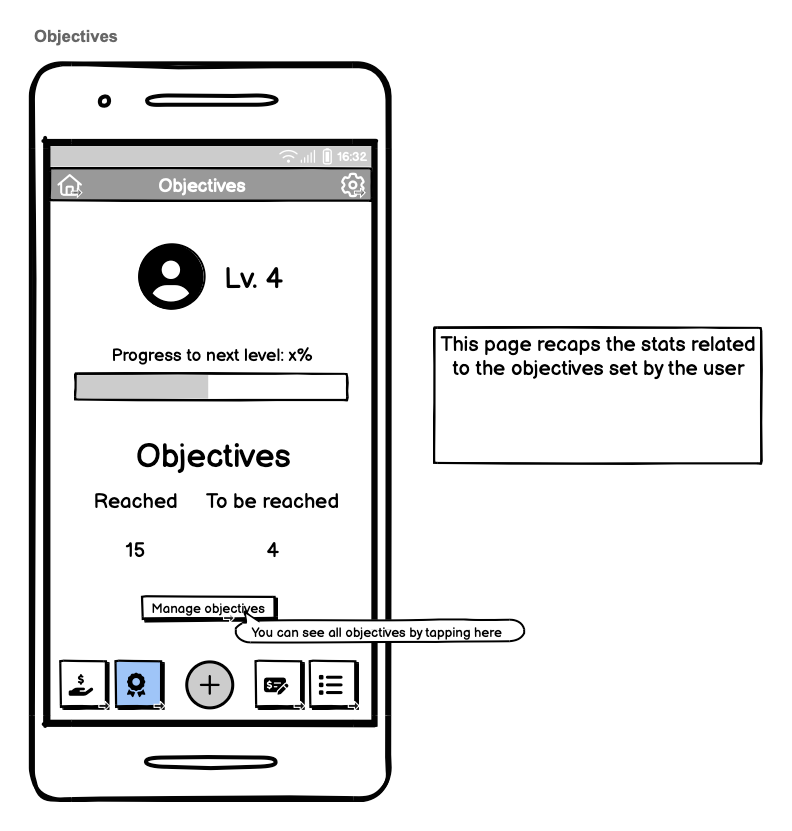 Objectives
16:32
Objectives
Lv. 4
Progress to next level: x%
This page recaps the stats related
to the objectives set by the user
Objectives
Reached To be reached
15 4
Manage objectives
You can see all objectives by tapping here
$
$